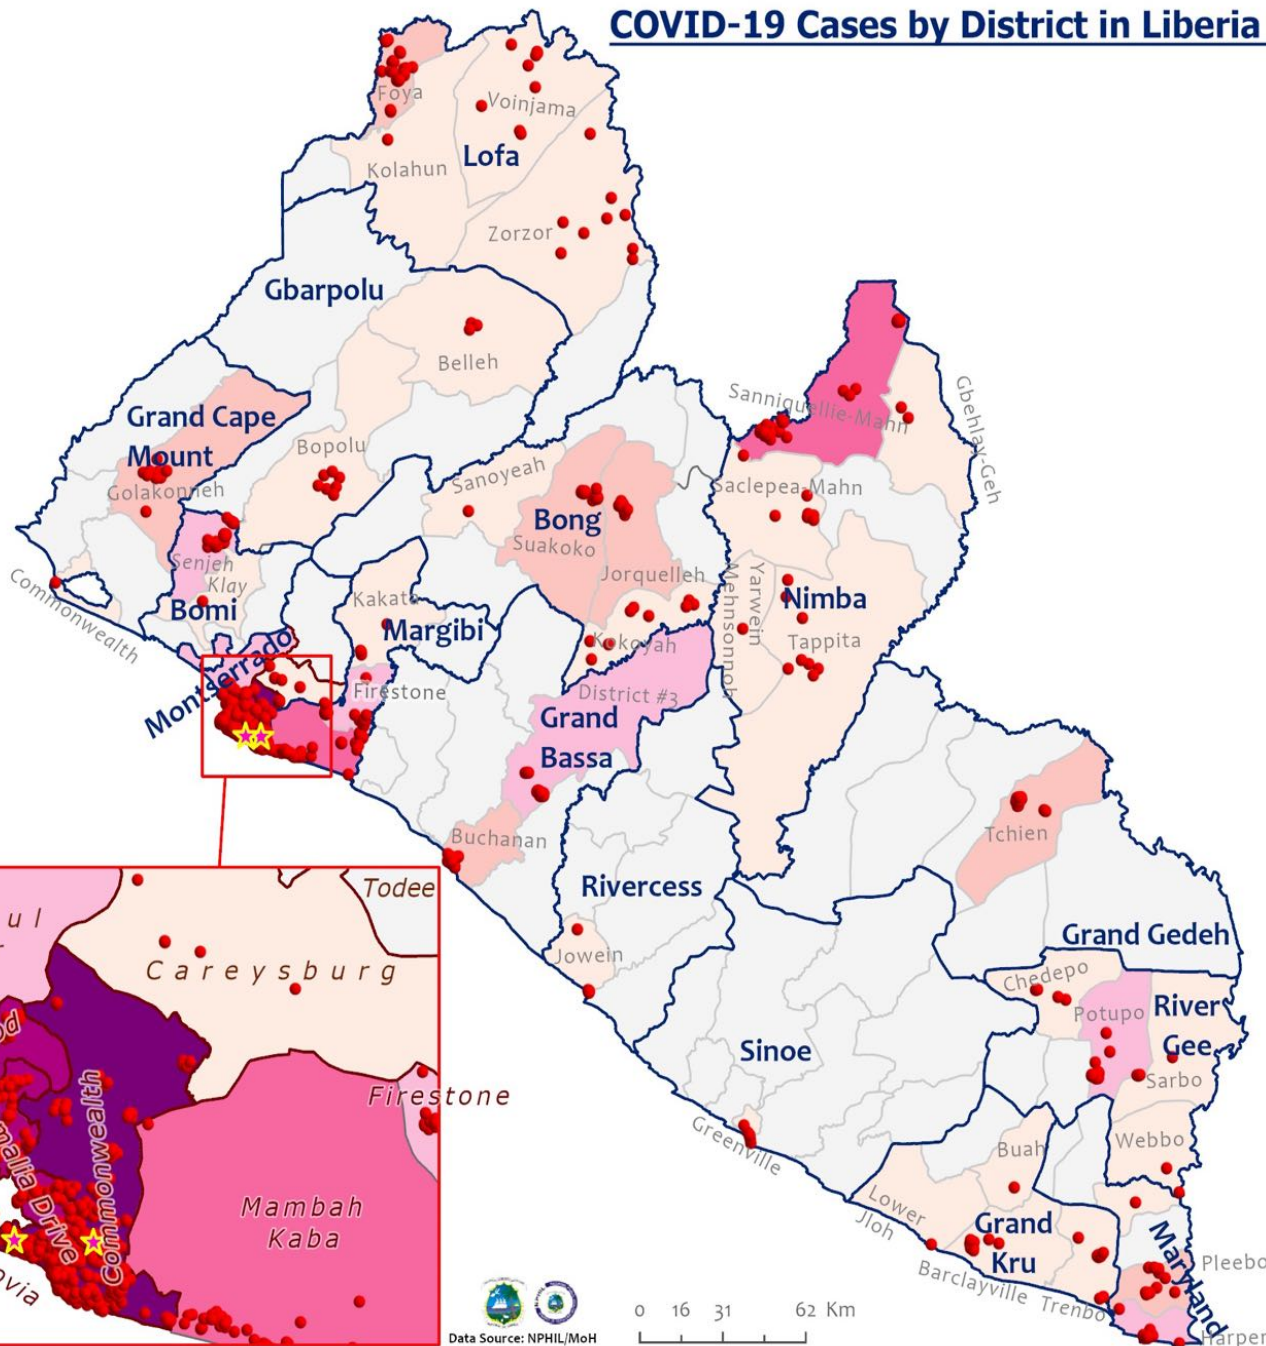 COVID-19 Cases by District in Liberia
Foya
Voinjama
Lofa
Kolahun
Zorzor
Gbarpolu
Belleh
Grand Cape
Mount
Golakonneh
Bopolu
Sanoyeah
Sanniquellie-Mahn
Gbehlay-Geh
Saclepea-Mahn
Bong
Suakoko
Jorquelleh
Senjeh
Klay
Bomi
Commonwealth
Kakata
Margibi
Kokoyah
Mehnsonnoh
Yarwein
Nimba
Tappita
Montserrado
Firestone
District #3
Grand
Bassa
Buchanan
Tchien
Rivercess
Jowein
Grand Gedeh
Chedepo
Potupo
River
Gee
Sarbo
Sinoe
Greenville
Webbo
Buah
Lower
Jloh
Grand
Kru
Barclayville
Trenbo
Maryland
Pleebo
Harper
Todee
u l
r
Careysburg
od
Commonwealth
Firestone
malia Drive
Mambah
Kaba
ovia
0 16 31 62 Km
Data Source: NPHIL/MoH